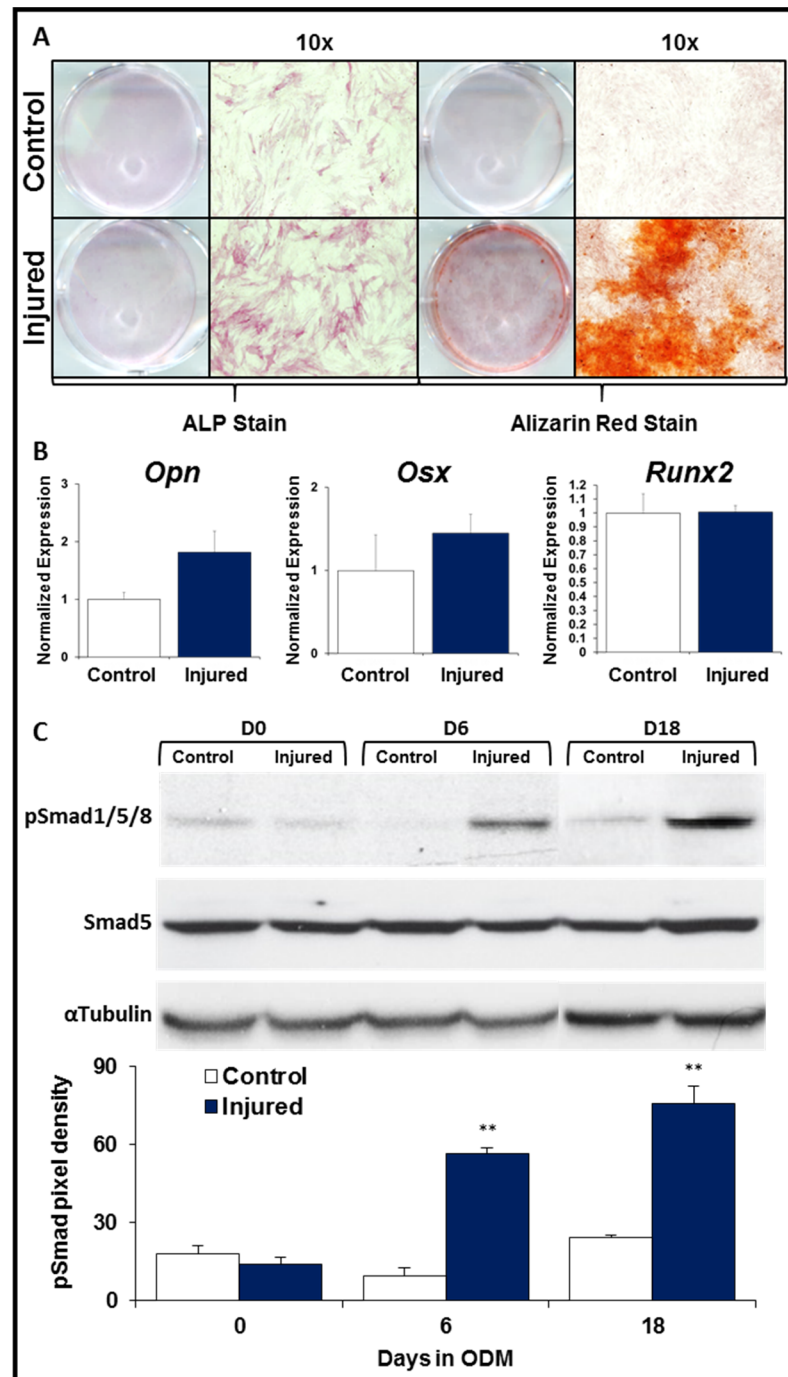 A
10x 10x
Control
Injured
ALP Stain Alizarin Red Stain
B
Opn
Normalized Expression
3
2
1
0
Control Injured
Osx
Normalized Expression
2
1
0
Control Injured
Runx2
Normalized Expression
1.2
1.1
1
0.9
0.8
0.7
0.6
0.5
0.4
0.3
0.2
0.1
0
Control Injured
C
D0 D6 D18
Control Injured Control Injured Control Injured
pSmad1/5/8
Smad5
αTubulin
pSmad pixel density
90
60
30
0
Control
Injured
**
**
0 6 18
Days in ODM